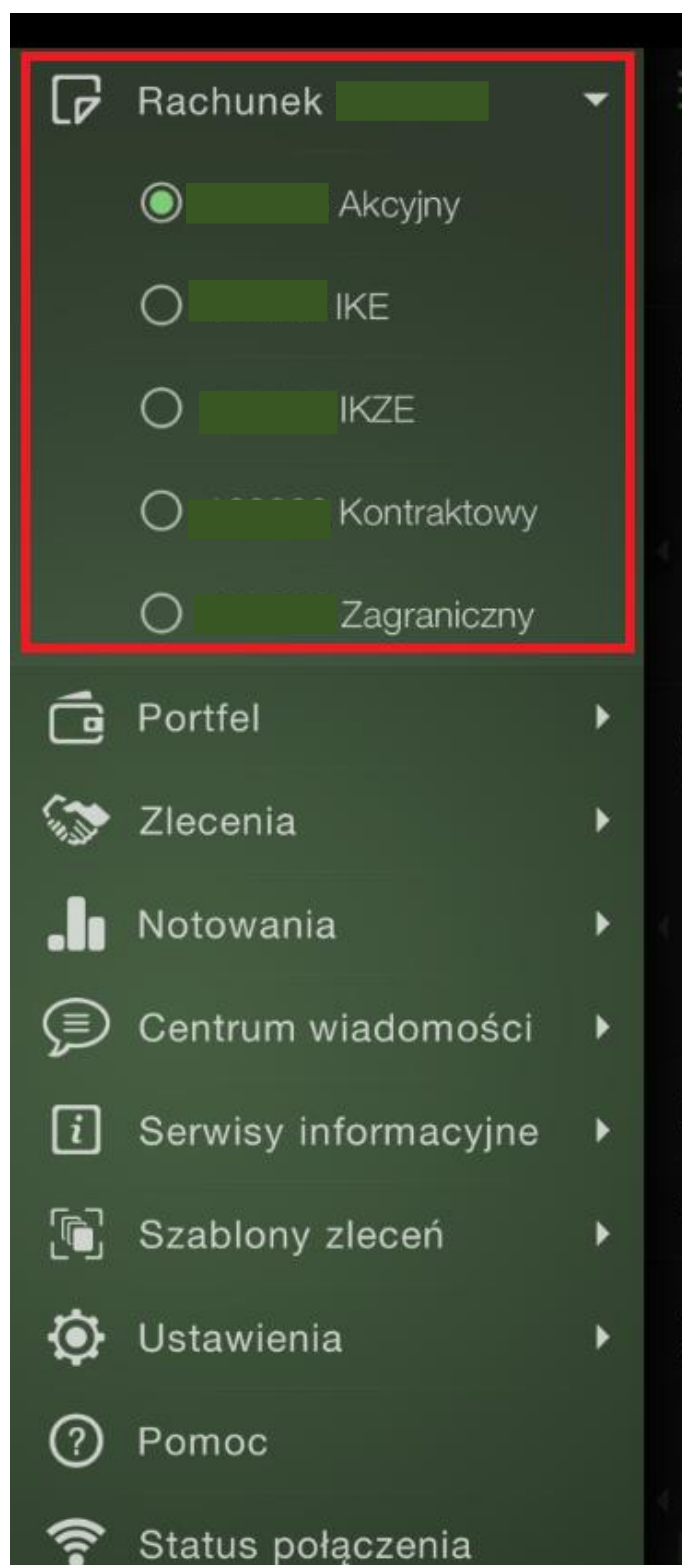 Rachunek
Akcyjny
IKE
IKZE
Kontraktowy
Zagraniczny
Portfel
Zlecenia
Notowania
Centrum wiadomości
Serwisy informacyjne
Szablony zleceń
Ustawienia
Pomoc
Status połączenia